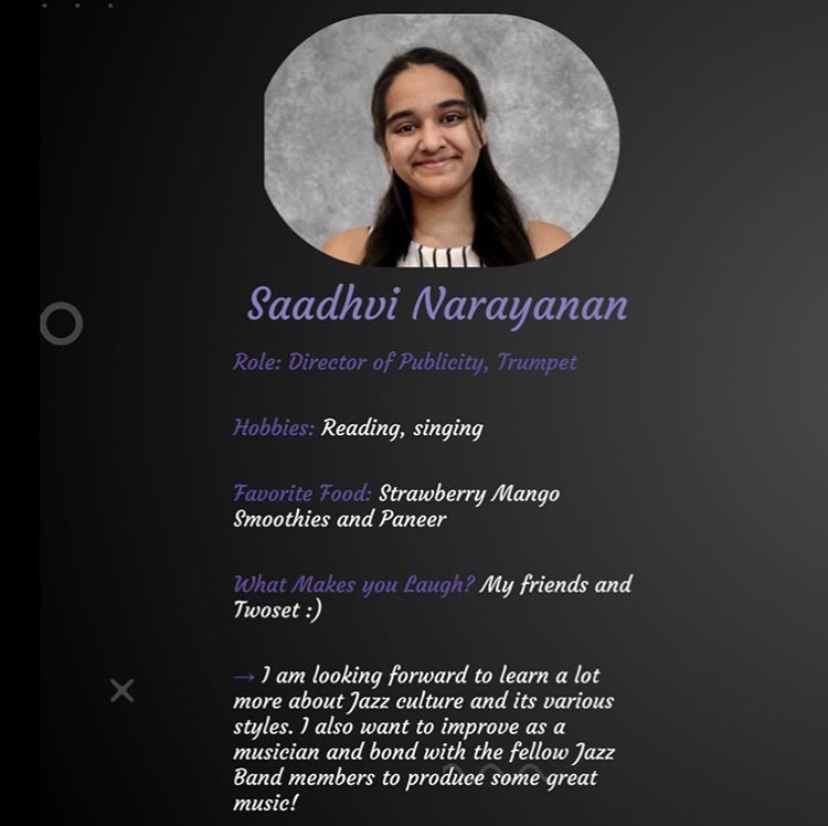 Saadhvi Narayanan
Role: Director of Publicity, Trumpet
Hobbies: Reading, singing
Favorite Food: Strawberry Mango
Smoothies and Paneer
What Makes you Laugh? My friends and
Twoset :)
→ I am looking forward to learn a lot
more about Jazz culture and its various
styles. I also want to improve as a
musician and bond with the fellow Jazz
Band members to produce some great
music!